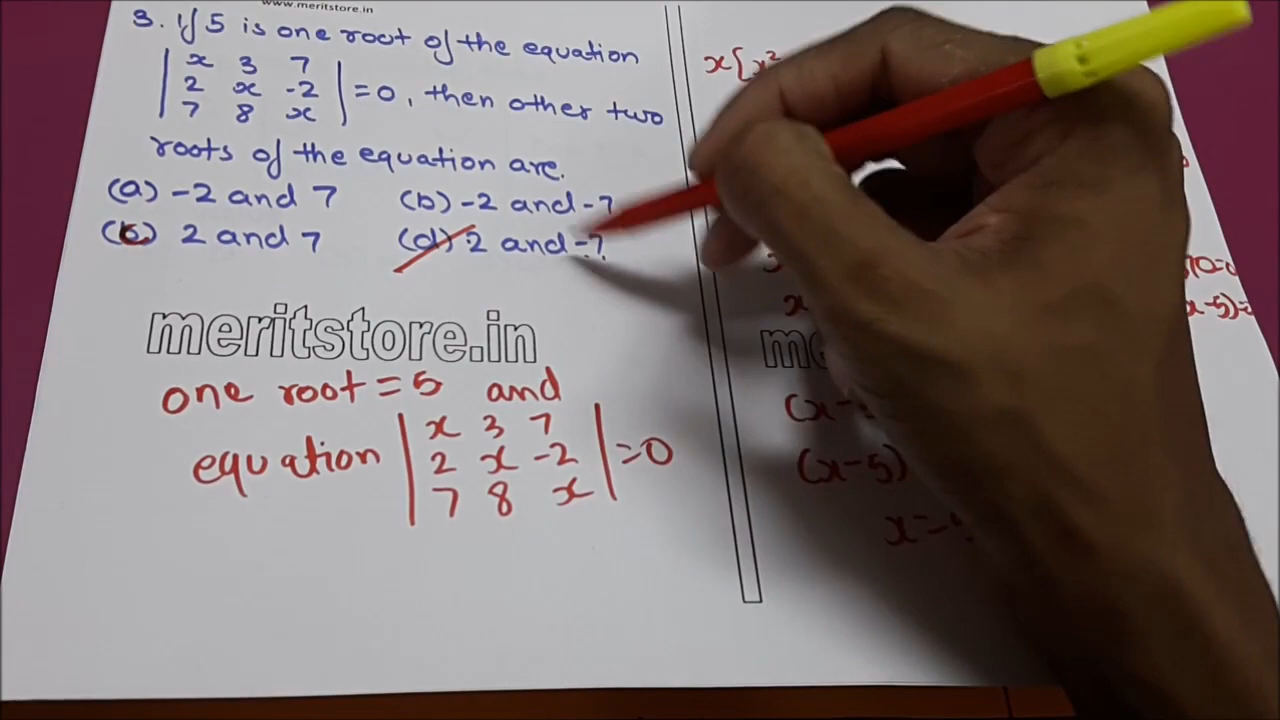 www.meritstore.in
3. If 5 is one root of the equation
| x 3 7 |
| 2 x -2 | = 0, then other two
| 7 8 x |
roots of the equation are.
(a) -2 and 7 (b) -2 and -7
(c) 2 and 7 (d) 2 and -7
meritstore.in
one root = 5 and
| x 3 7 |
equation | 2 x -2 | = 0
| 7 8 x |
x{x²
x
(x-5)
x=